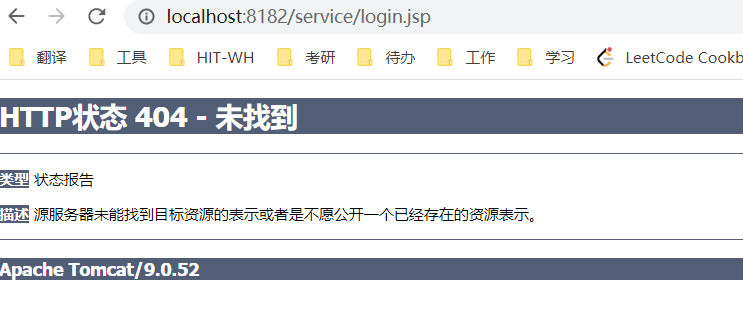 localhost:8182/service/login.jsp
翻译 工具 HIT-WH 考研 待办 工作 学习 LeetCode Cookb
HTTP状态 404 - 未找到
类型 状态报告
描述 源服务器未能找到目标资源的表示或者是不愿公开一个已经存在的资源表示。
Apache Tomcat/9.0.52